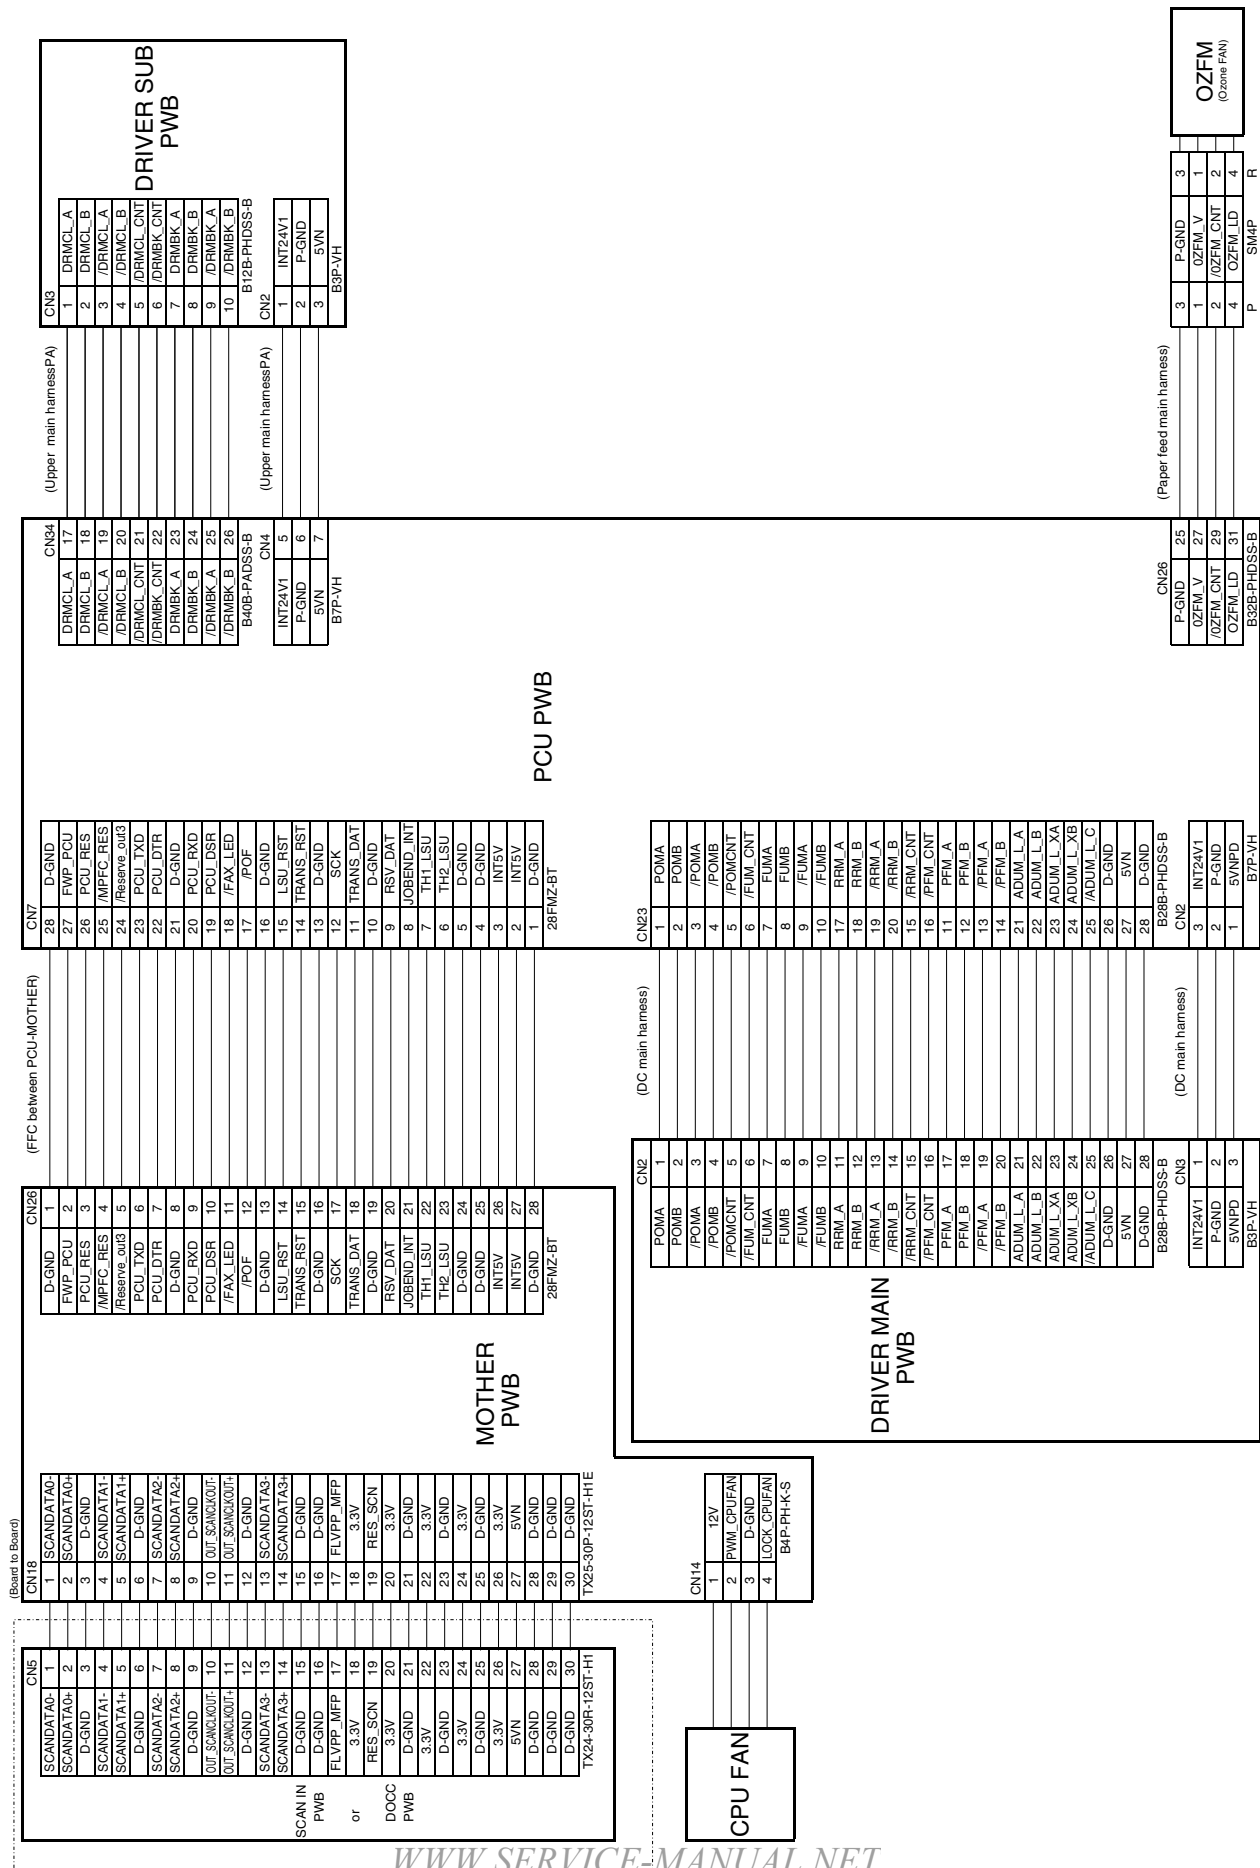 OZFM
(Ozone FAN)
3 P-GND 3
1 0ZFM_V 1
2 /0ZFM_CNT 2
4 OZFM_LD 4
P SM4P R
(Paper feed main harness)
CN26
P-GND 25
0ZFM_V 27
/0ZFM_CNT 29
OZFM_LD 31
B32B-PHDSS-B
DRIVER SUB
PWB
CN3
1 DRMCL_A
2 DRMCL_B
3 /DRMCL_A
4 /DRMCL_B
5 /DRMCL_CNT
6 /DRMBK_CNT
7 DRMBK_A
8 DRMBK_B
9 /DRMBK_A
10 /DRMBK_B
B12B-PHDSS-B
CN2
1 INT24V1
2 P-GND
3 5VN
B3P-VH
(Upper main harnessPA)
(Upper main harnessPA)
CN34
DRMCL_A 17
DRMCL_B 18
/DRMCL_A 19
/DRMCL_B 20
/DRMCL_CNT 21
/DRMBK_CNT 22
DRMBK_A 23
DRMBK_B 24
/DRMBK_A 25
/DRMBK_B 26
B40B-PADSS-B
CN4
INT24V1 5
P-GND 6
5VN 7
B7P-VH
PCU PWB
CN7
28 D-GND
27 FWP_PCU
26 PCU_RES
25 /MPFC_RES
24 /Reserve_out3
23 PCU_TXD
22 PCU_DTR
21 D-GND
20 PCU_RXD
19 PCU_DSR
18 /FAX_LED
17 /POF
16 D-GND
15 LSU_RST
14 TRANS_RST
13 D-GND
12 SCK
11 TRANS_DAT
10 D-GND
9 RSV_DAT
8 JOBEND_INT
7 TH1_LSU
6 TH2_LSU
5 D-GND
4 D-GND
3 INT5V
2 INT5V
1 D-GND
28FMZ-BT
CN23
1 POMA
2 POMB
3 /POMA
4 /POMB
5 /POMCNT
6 /FUM_CNT
7 FUMA
8 FUMB
9 /FUMA
10 /FUMB
17 RRM_A
18 RRM_B
19 /RRM_A
20 /RRM_B
15 /RRM_CNT
16 /PFM_CNT
11 PFM_A
12 PFM_B
13 /PFM_A
14 /PFM_B
21 ADUM_L_A
22 ADUM_L_B
23 ADUM_L_XA
24 ADUM_L_XB
25 /ADUM_L_C
26 D-GND
27 5VN
28 D-GND
B28B-PHDSS-B
CN2
3 INT24V1
2 P-GND
1 5VNPD
B7P-VH
(FFC between PCU-MOTHER)
(DC main harness)
(DC main harness)
CN26
D-GND 1
FWP_PCU 2
PCU_RES 3
/MPFC_RES 4
/Reserve_out3 5
PCU_TXD 6
PCU_DTR 7
D-GND 8
PCU_RXD 9
PCU_DSR 10
/FAX_LED 11
/POF 12
D-GND 13
LSU_RST 14
TRANS_RST 15
D-GND 16
SCK 17
TRANS_DAT 18
D-GND 19
RSV_DAT 20
JOBEND_INT 21
TH1_LSU 22
TH2_LSU 23
D-GND 24
D-GND 25
INT5V 26
INT5V 27
D-GND 28
28FMZ-BT
MOTHER
PWB
CN2
POMA 1
POMB 2
/POMA 3
/POMB 4
/POMCNT 5
/FUM_CNT 6
FUMA 7
FUMB 8
/FUMA 9
/FUMB 10
RRM_A 11
RRM_B 12
/RRM_A 13
/RRM_B 14
/RRM_CNT 15
/PFM_CNT 16
PFM_A 17
PFM_B 18
/PFM_A 19
/PFM_B 20
ADUM_L_A 21
ADUM_L_B 22
ADUM_L_XA 23
ADUM_L_XB 24
/ADUM_L_C 25
D-GND 26
5VN 27
D-GND 28
B28B-PHDSS-B
CN3
INT24V1 1
P-GND 2
5VNPD 3
B3P-VH
DRIVER MAIN
PWB
(Board to Board)
CN18
1 SCANDATA0-
2 SCANDATA0+
3 D-GND
4 SCANDATA1-
5 SCANDATA1+
6 D-GND
7 SCANDATA2-
8 SCANDATA2+
9 D-GND
10 OUT_SCANCLKOUT-
11 OUT_SCANCLKOUT+
12 D-GND
13 SCANDATA3-
14 SCANDATA3+
15 D-GND
16 D-GND
17 FLVPP_MFP
18 3.3V
19 RES_SCN
20 3.3V
21 D-GND
22 3.3V
23 D-GND
24 3.3V
25 D-GND
26 3.3V
27 5VN
28 D-GND
29 D-GND
30 D-GND
TX25-30P-12ST-H1E
CN14
1 12V
2 PWM_CPUFAN
3 D-GND
4 LOCK_CPUFAN
B4P-PH-K-S
CN5
SCANDATA0- 1
SCANDATA0+ 2
D-GND 3
SCANDATA1- 4
SCANDATA1+ 5
D-GND 6
SCANDATA2- 7
SCANDATA2+ 8
D-GND 9
OUT_SCANCLKOUT- 10
OUT_SCANCLKOUT+ 11
D-GND 12
SCANDATA3- 13
SCANDATA3+ 14
D-GND 15
D-GND 16
FLVPP_MFP 17
3.3V 18
RES_SCN 19
3.3V 20
D-GND 21
3.3V 22
D-GND 23
3.3V 24
D-GND 25
3.3V 26
5VN 27
D-GND 28
D-GND 29
D-GND 30
TX24-30R-12ST-H1
SCAN IN
PWB
or
DOCC
PWB
CPU FAN
WWW.SERVICE-MANUAL.NET